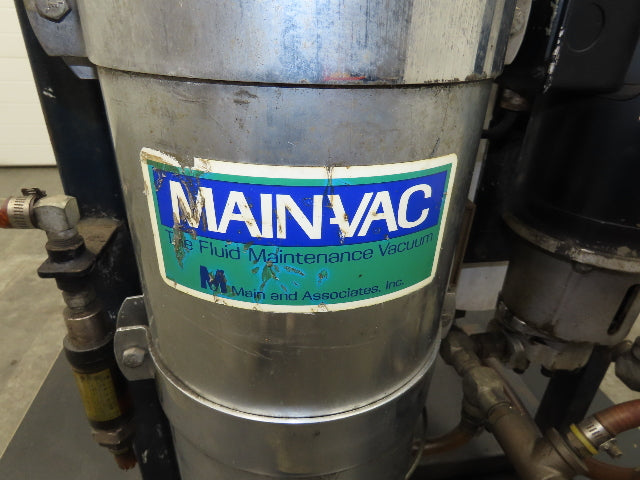 MAIN-VAC
The Fluid Maintenance Vacuum
M Main and Associates, Inc.